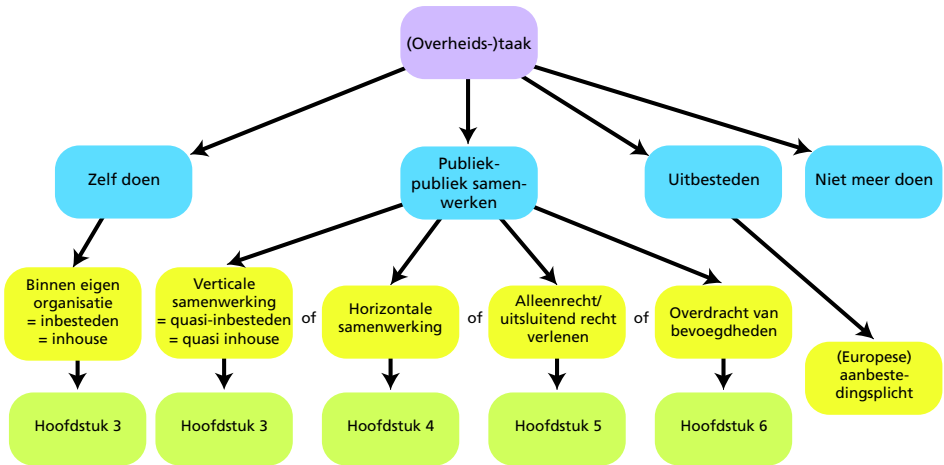 (Overheids-)taak
Zelf doen
Publiek-
publiek samen-
werken
Uitbesteden
Niet meer doen
Binnen eigen
organisatie
= inbesteden
= inhouse
Verticale
samenwerking
= quasi-inbesteden
= quasi inhouse
of
Horizontale
samenwerking
of
Alleenrecht/
uitsluitend recht
verlenen
of
Overdracht van
bevoegdheden
(Europese)
aanbeste-
dingsplicht
Hoofdstuk 3
Hoofdstuk 3
Hoofdstuk 4
Hoofdstuk 5
Hoofdstuk 6